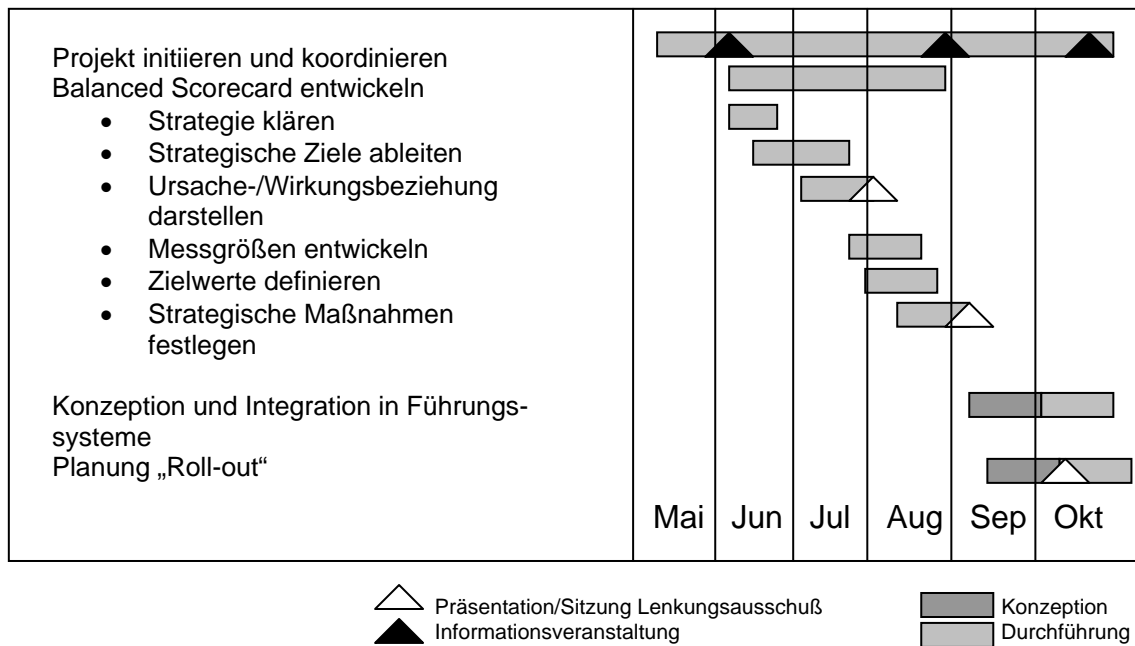 Projekt initiieren und koordinieren
Balanced Scorecard entwickeln
• Strategie klären
• Strategische Ziele ableiten
• Ursache-/Wirkungsbeziehung
darstellen
• Messgrößen entwickeln
• Zielwerte definieren
• Strategische Maßnahmen
festlegen
Konzeption und Integration in Führungs-
systeme
Planung „Roll-out“
Mai Jun Jul Aug Sep Okt
Präsentation/Sitzung Lenkungsausschuß
Informationsveranstaltung
Konzeption
Durchführung